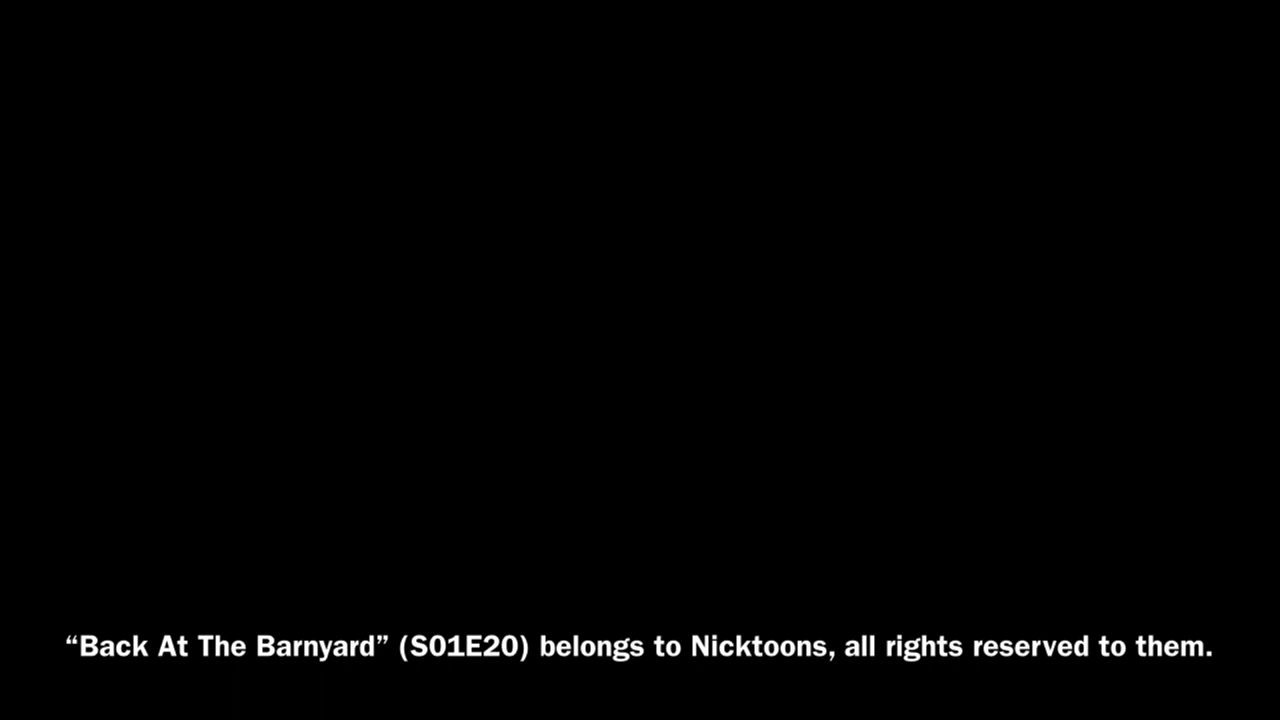 “Back At The Barnyard” (S01E20) belongs to Nicktoons, all rights reserved to them.